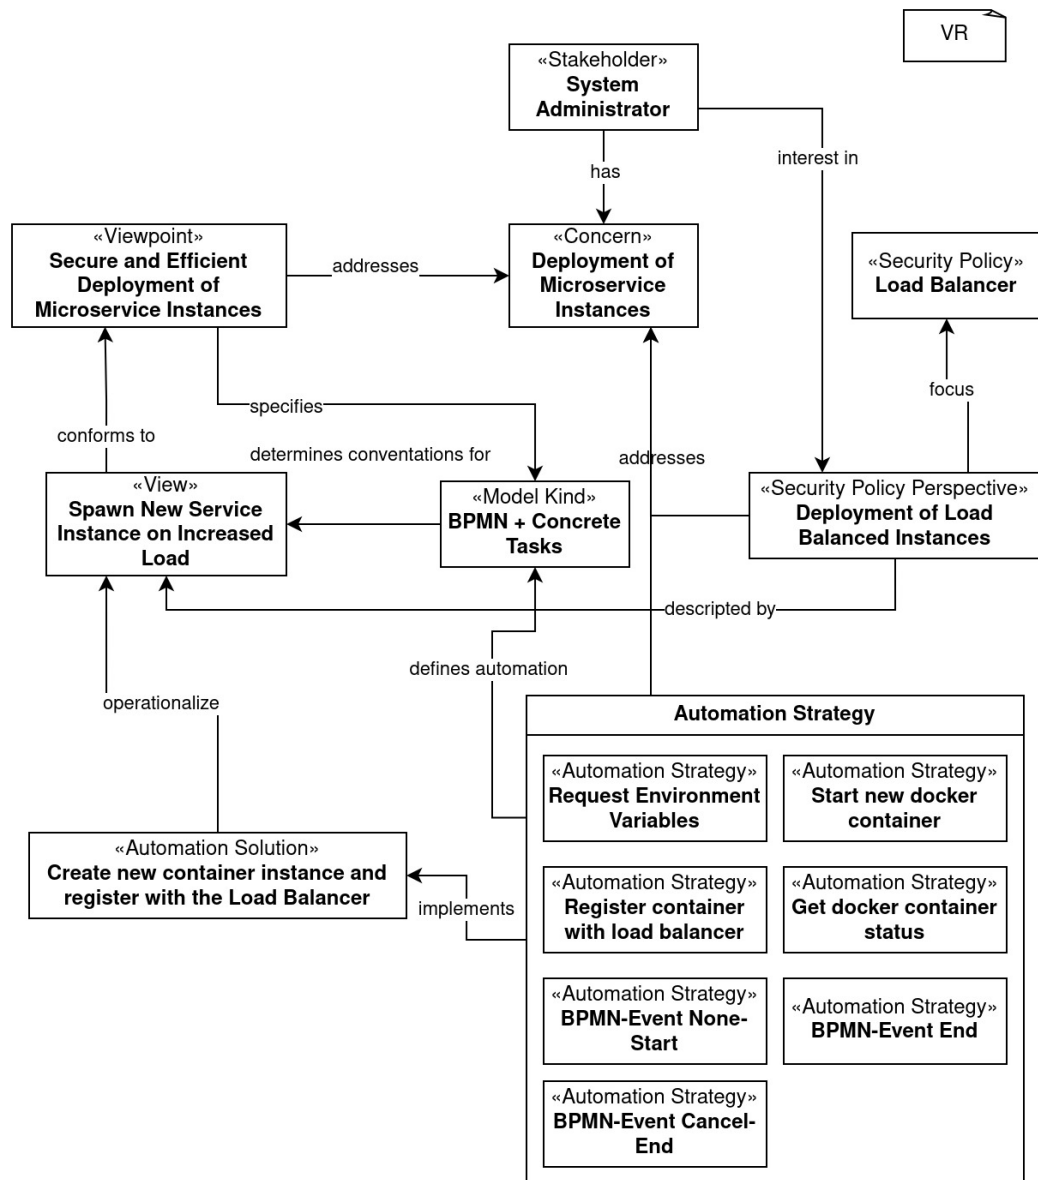 VR
«Stakeholder»
System
Administrator
has
interest in
«Viewpoint»
Secure and Efficient
Deployment of
Microservice Instances
addresses
«Concern»
Deployment of
Microservice
Instances
«Security Policy»
Load Balancer
focus
specifies
conforms to
determines conventations for
addresses
«View»
Spawn New Service
Instance on Increased
Load
«Model Kind»
BPMN + Concrete
Tasks
«Security Policy Perspective»
Deployment of Load
Balanced Instances
descripted by
defines automation
operationalize
Automation Strategy
«Automation Strategy»
Request Environment
Variables
«Automation Strategy»
Start new docker
container
«Automation Solution»
Create new container instance and
register with the Load Balancer
implements
«Automation Strategy»
Register container
with load balancer
«Automation Strategy»
Get docker container
status
«Automation Strategy»
BPMN-Event None-
Start
«Automation Strategy»
BPMN-Event End
«Automation Strategy»
BPMN-Event Cancel-
End